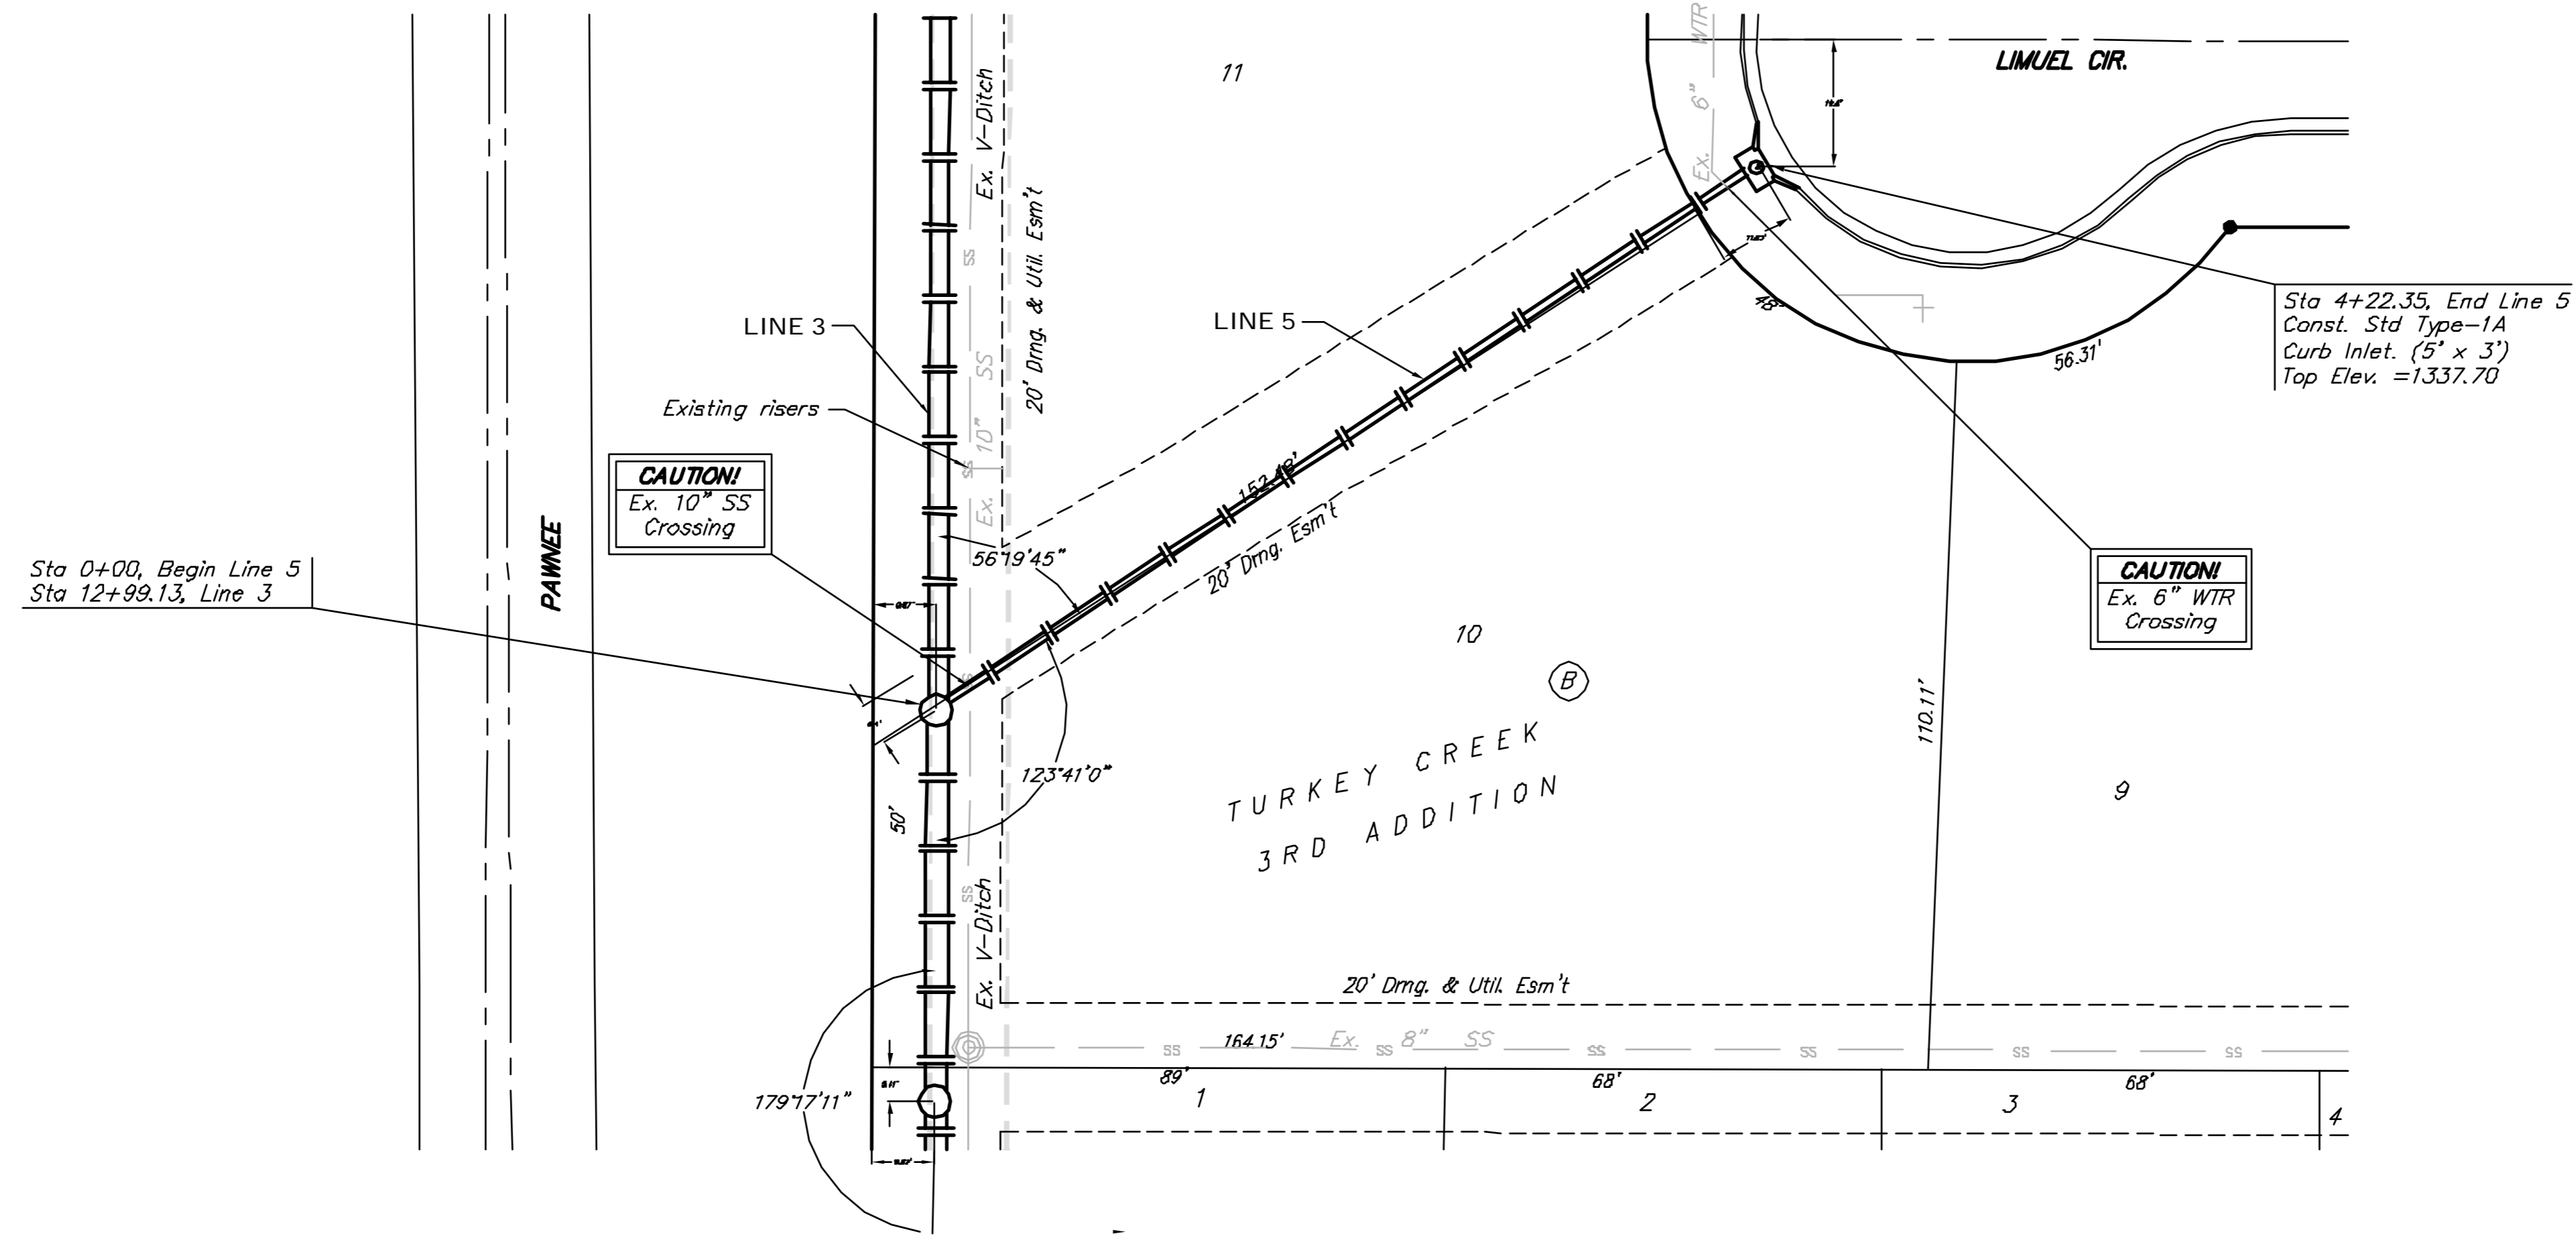 11
LIMUEL CIR.
Ex. 6" WTR
Ex. V-Ditch
20' Drng. & Util. Esm't
SS
LINE 3
LINE 5
Existing risers
Ex. 10" SS
SS
48'
56.31'
Sta 4+22.35, End Line 5
Const. Std Type-1A
Curb Inlet. (5' x 3')
Top Elev. =1337.70
CAUTION!
Ex. 10" SS
Crossing
PAWNEE
Sta 0+00, Begin Line 5
Sta 12+99.13, Line 3
56°19'45"
20' Drng. Esm't
CAUTION!
Ex. 6" WTR
Crossing
10
B
110.11'
123°41'0"
50'
TURKEY CREEK
3RD ADDITION
9
SS
Ex. V-Ditch
20' Drng. & Util. Esm't
164.15'
Ex. 8" SS
SS
SS
SS
SS
SS
SS
89'
68'
68'
179°17'11"
1
2
3
4